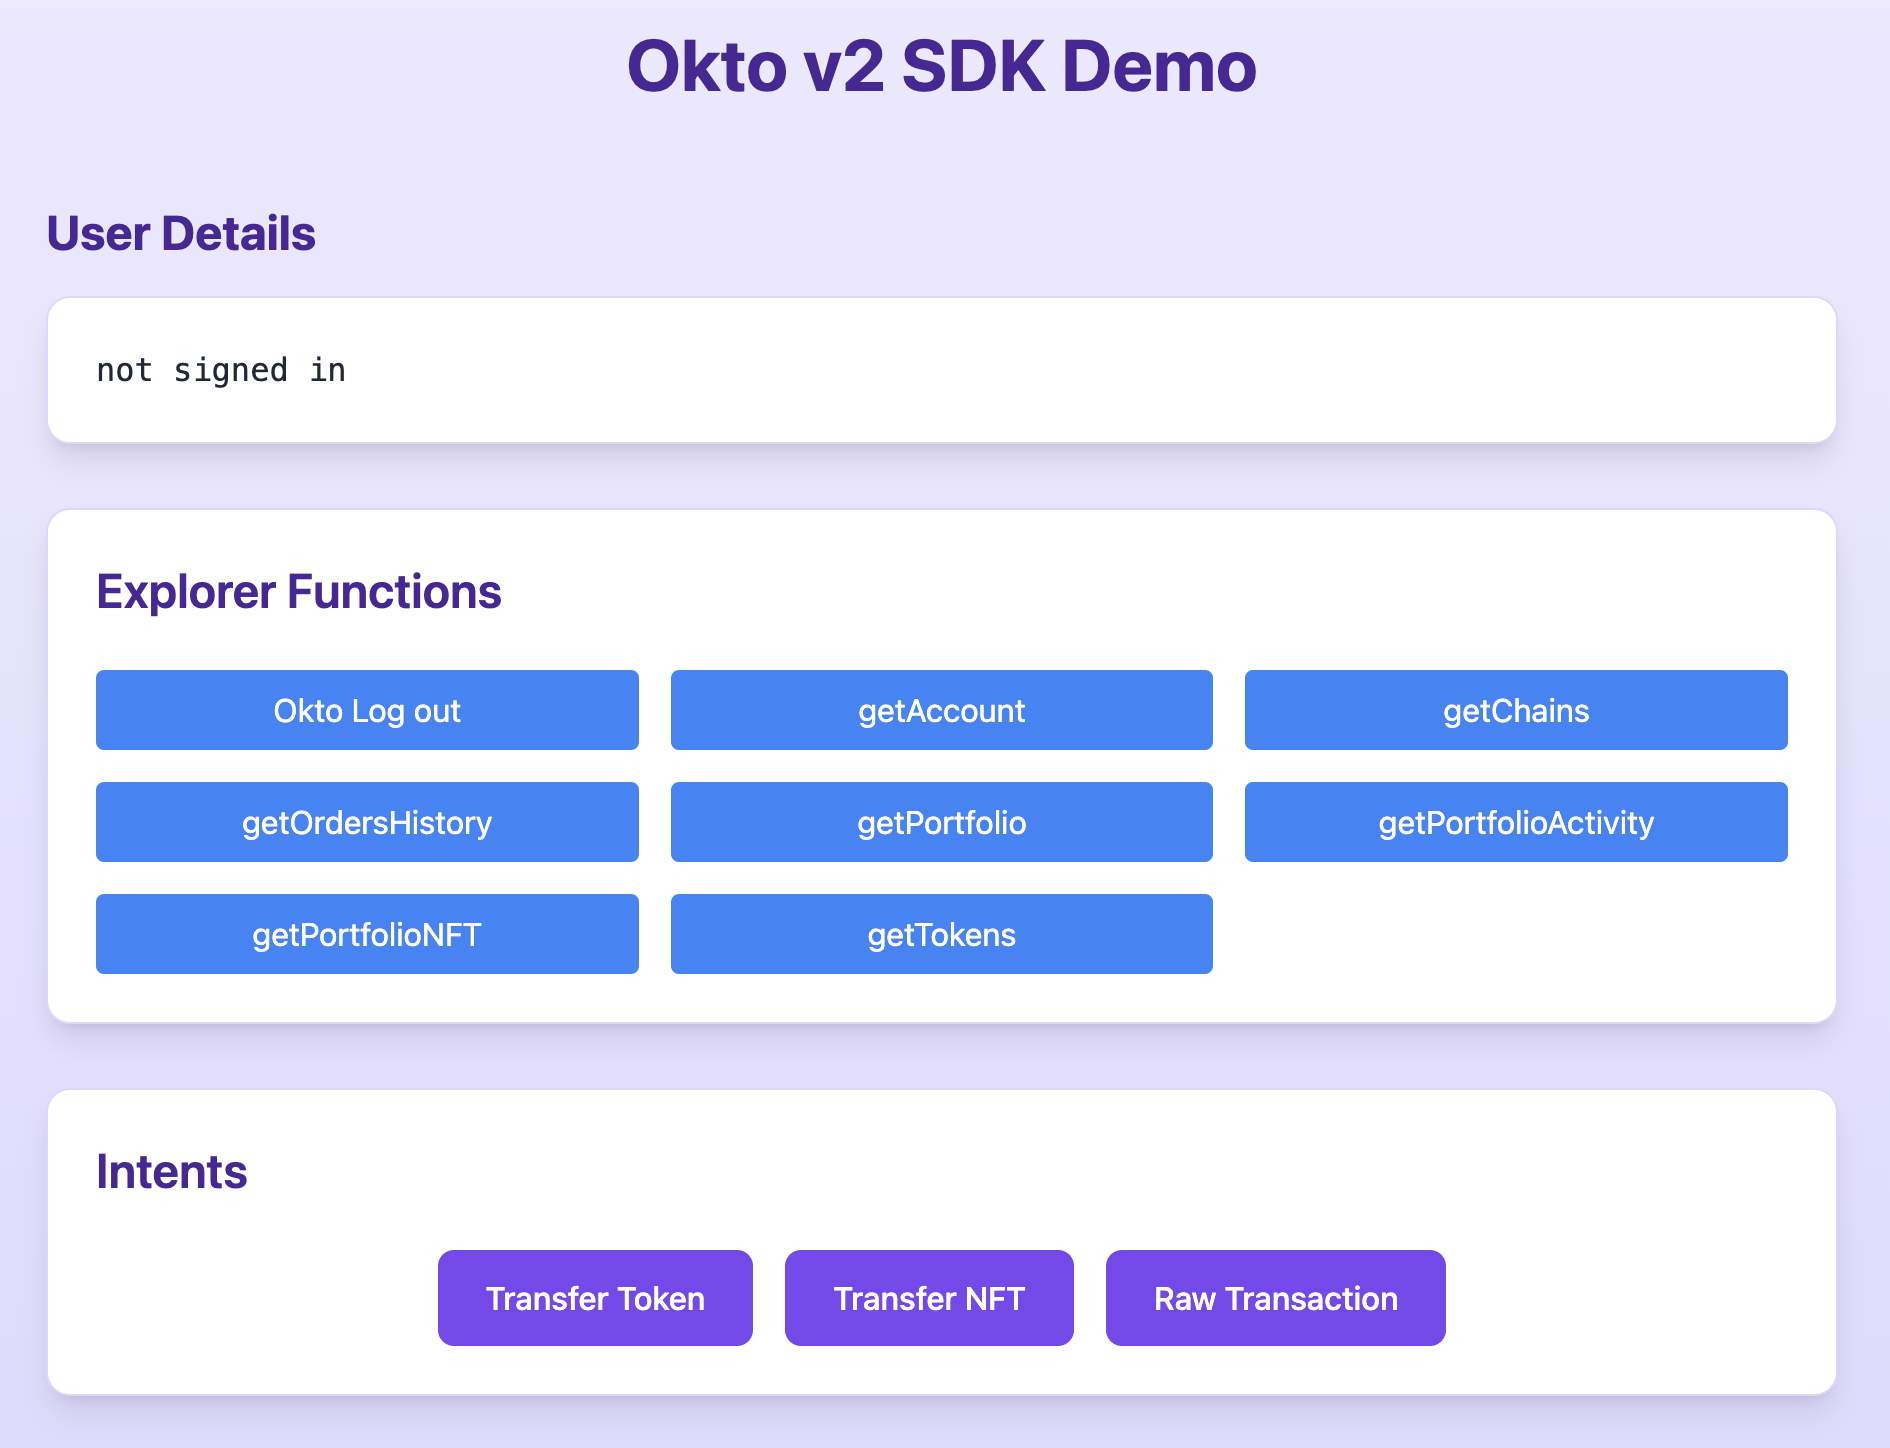 Okto v2 SDK Demo
User Details
not signed in
Explorer Functions
Okto Log out
getAccount
getChains
getOrdersHistory
getPortfolio
getPortfolioActivity
getPortfolioNFT
getTokens
Intents
Transfer Token
Transfer NFT
Raw Transaction